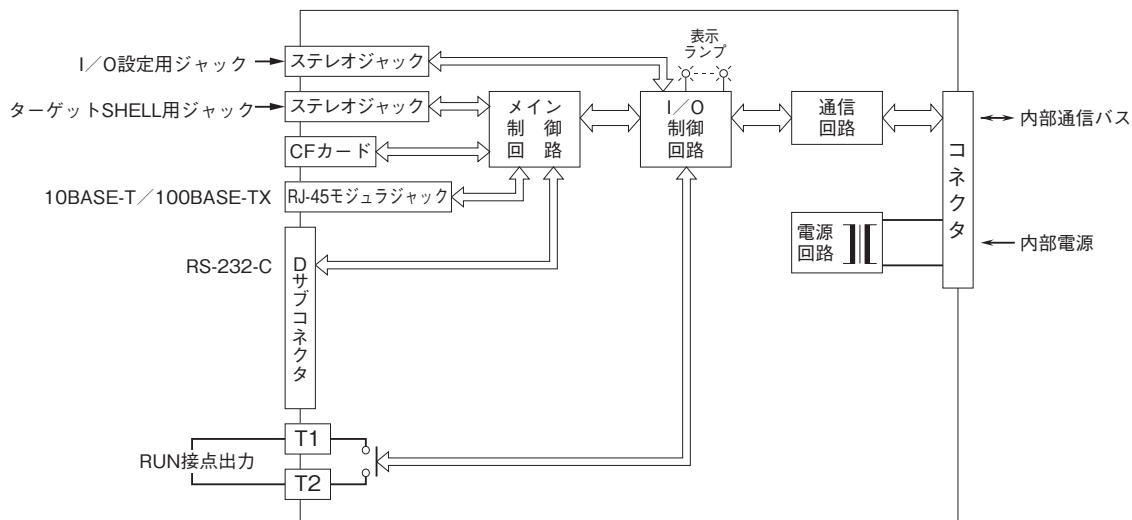 I／O設定用ジャック
ステレオジャック
表示
ランプ
ターゲットSHELL用ジャック
ステレオジャック
メイン
制御
回路
I／O
制御
回路
通信
回路
コネクタ
内部通信バス
CFカード
10BASE-T／100BASE-TX
RJ-45モジュラジャック
電源
回路
内部電源
RS-232-C
Dサブコネクタ
T1
RUN接点出力
T2